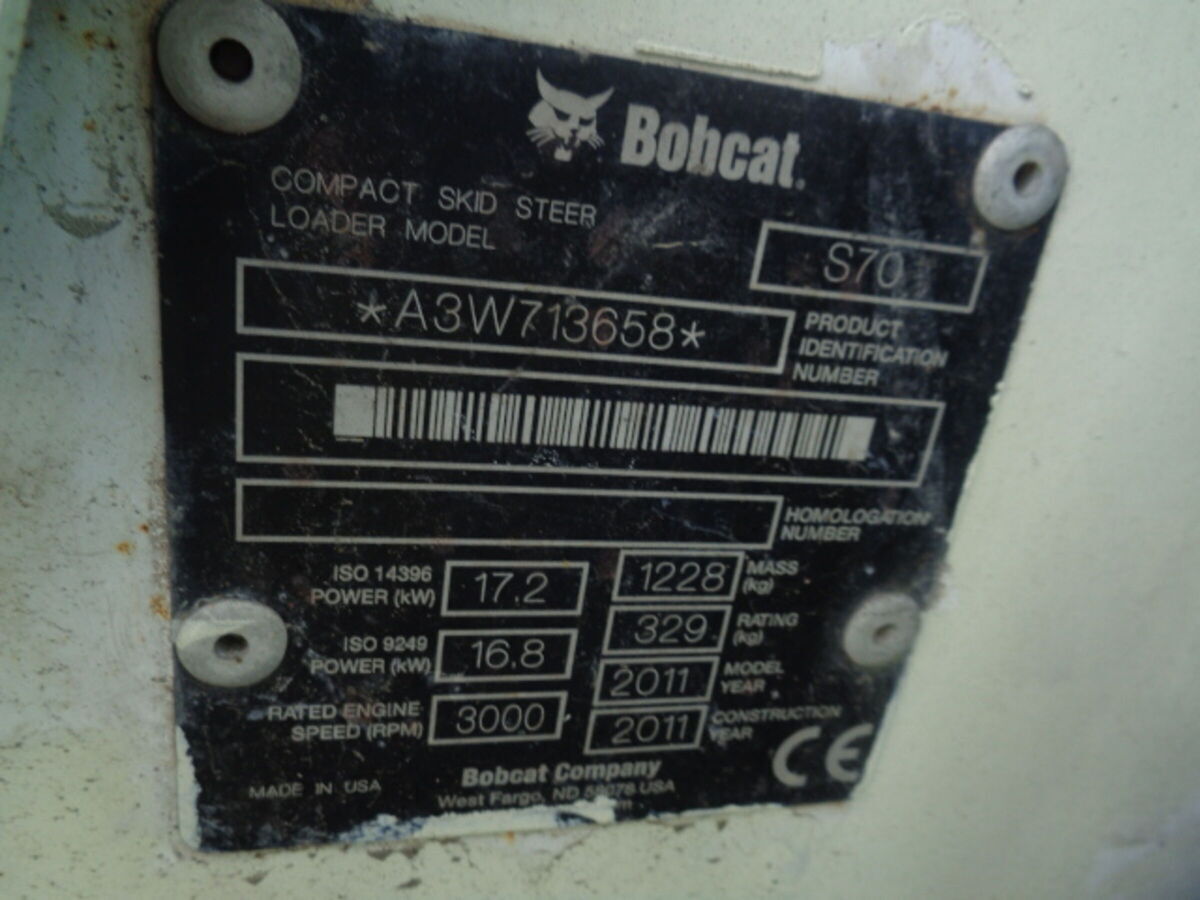 Bobcat.
COMPACT SKID STEER
LOADER MODEL
S70
*A3W713658*
PRODUCT
IDENTIFICATION
NUMBER
HOMOLOGATION
NUMBER
ISO 14396
POWER (kW)
17.2
1228
MASS
(kg)
ISO 9249
POWER (kW)
16.8
329
RATING
(kg)
2011
MODEL
YEAR
RATED ENGINE
SPEED (RPM)
3000
2011
CONSTRUCTION
YEAR
CE
MADE IN USA
Bobcat Company
West Fargo, ND 58078 USA